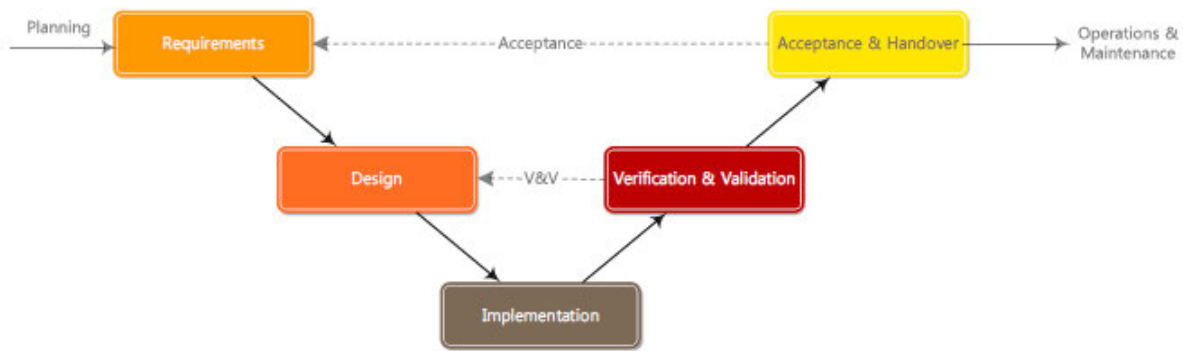 Planning
Requirements
Acceptance
Acceptance & Handover
Operations &
Maintenance
Design
V&V
Verification & Validation
Implementation